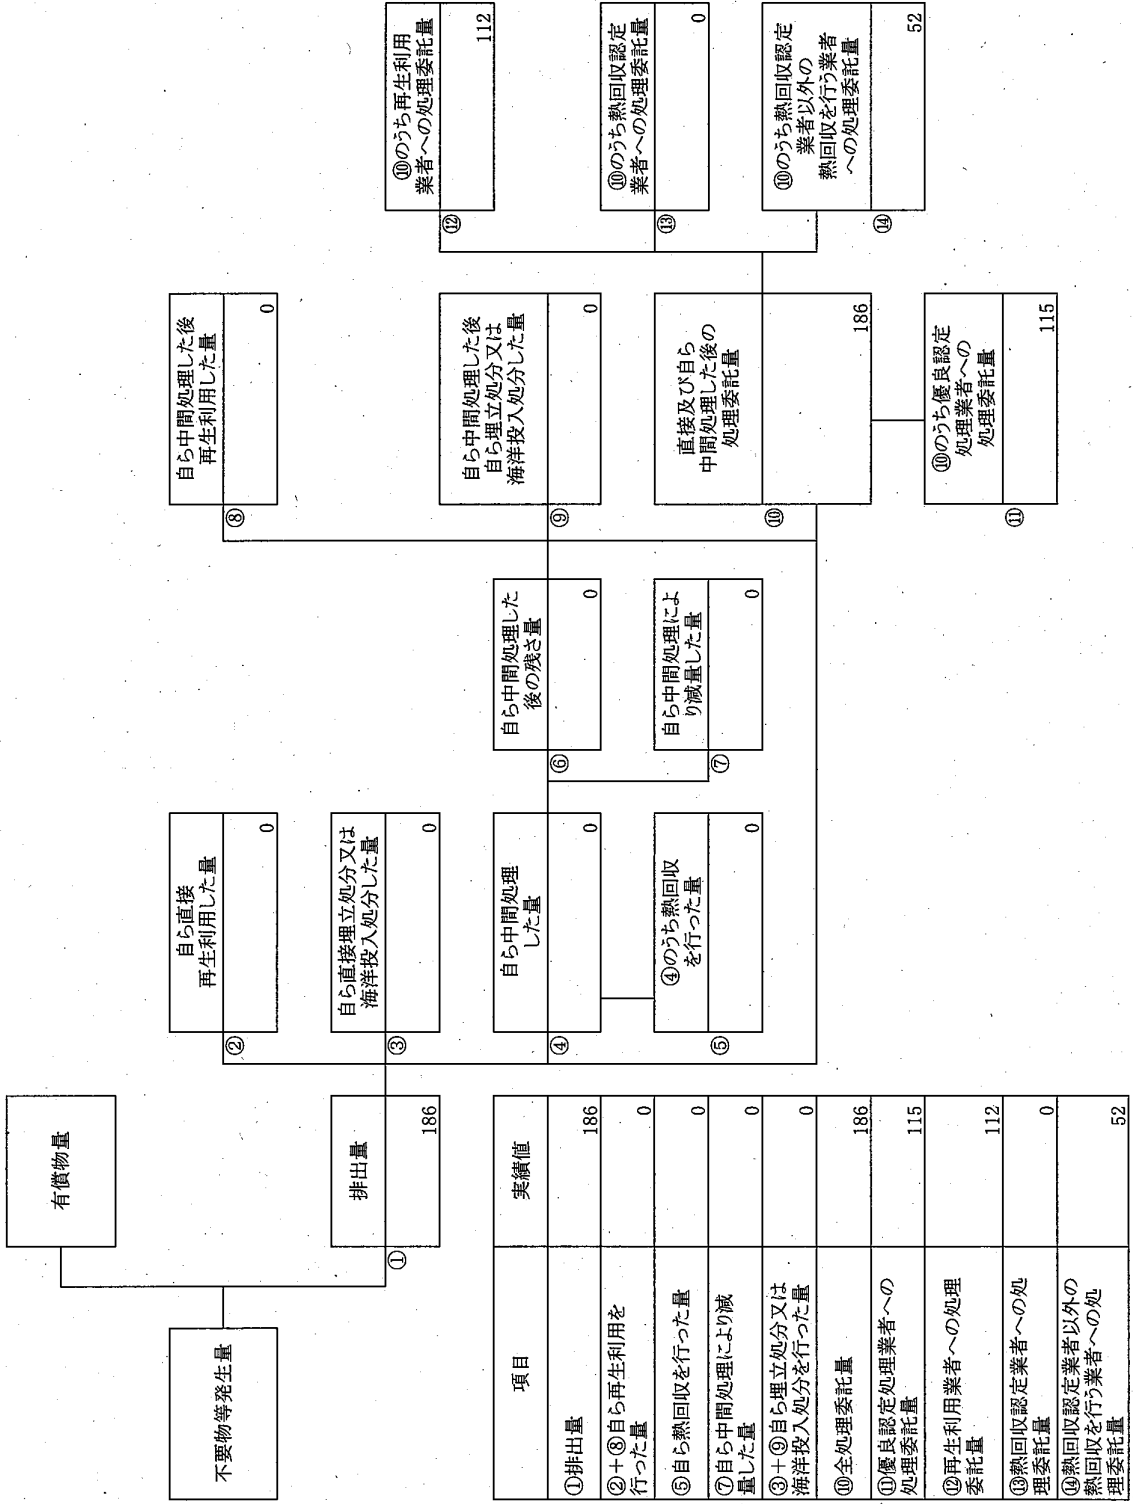 不要物等発生量
有償物量
排出量
①
186
自ら直接
再生利用した量
②
0
自ら直接埋立処分又は
海洋投入処分した量
③
0
自ら中間処理
した量
④
0
④のうち熱回収
を行った量
⑤
0
自ら中間処理した
後の残さ量
⑥
0
自ら中間処理によ
り減量した量
⑦
0
自ら中間処理した後
再生利用した量
⑧
0
自ら中間処理した後
自ら埋立処分又は
海洋投入処分した量
⑨
0
直接及び自ら
中間処理した後の
処理委託量
⑩
186
⑩のうち優良認定
処理業者への
処理委託量
⑪
115
⑩のうち再生利用
業者への処理委託量
⑫
112
⑩のうち熱回収認定
業者への処理委託量
⑬
0
⑩のうち熱回収認定
業者以外の
熱回収を行う業者
への処理委託量
⑭
52
項目 実績値
①排出量 186
②+⑧自ら再生利用を
行った量 0
⑤自ら熱回収を行った量 0
⑦自ら中間処理により減
量した量 0
③+⑨自ら埋立処分又は
海洋投入処分を行った量 0
⑩全処理委託量 186
⑪優良認定処理業者への
処理委託量 115
⑫再生利用業者への処理
委託量 112
⑬熱回収認定業者への処
理委託量 0
⑭熱回収認定業者以外の
熱回収を行う業者への処
理委託量 52